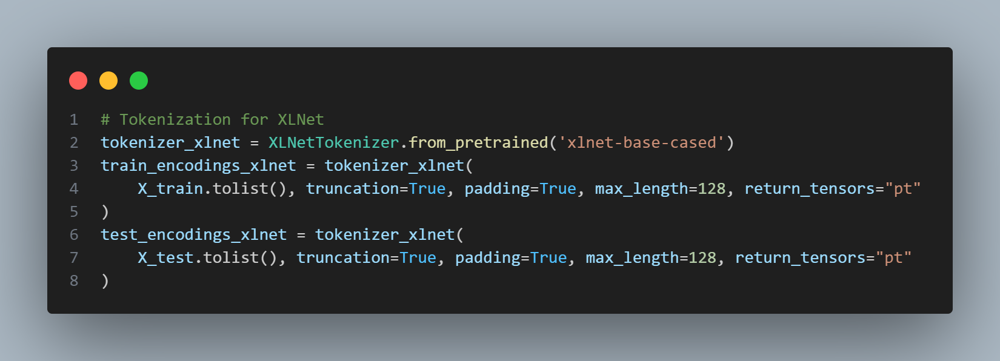 1 # Tokenization for XLNet
2 tokenizer_xlnet = XLNetTokenizer.from_pretrained('xlnet-base-cased')
3 train_encodings_xlnet = tokenizer_xlnet(
4     X_train.tolist(), truncation=True, padding=True, max_length=128, return_tensors="pt"
5 )
6 test_encodings_xlnet = tokenizer_xlnet(
7     X_test.tolist(), truncation=True, padding=True, max_length=128, return_tensors="pt"
8 )